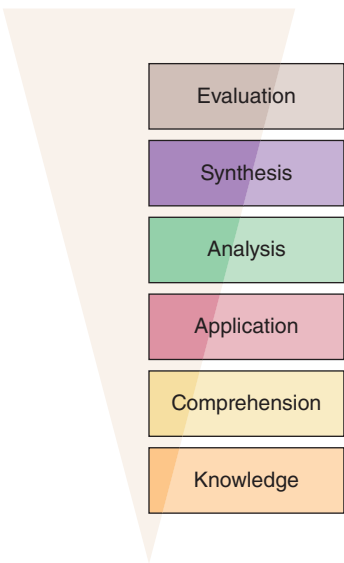 Evaluation
Synthesis
Analysis
Application
Comprehension
Knowledge